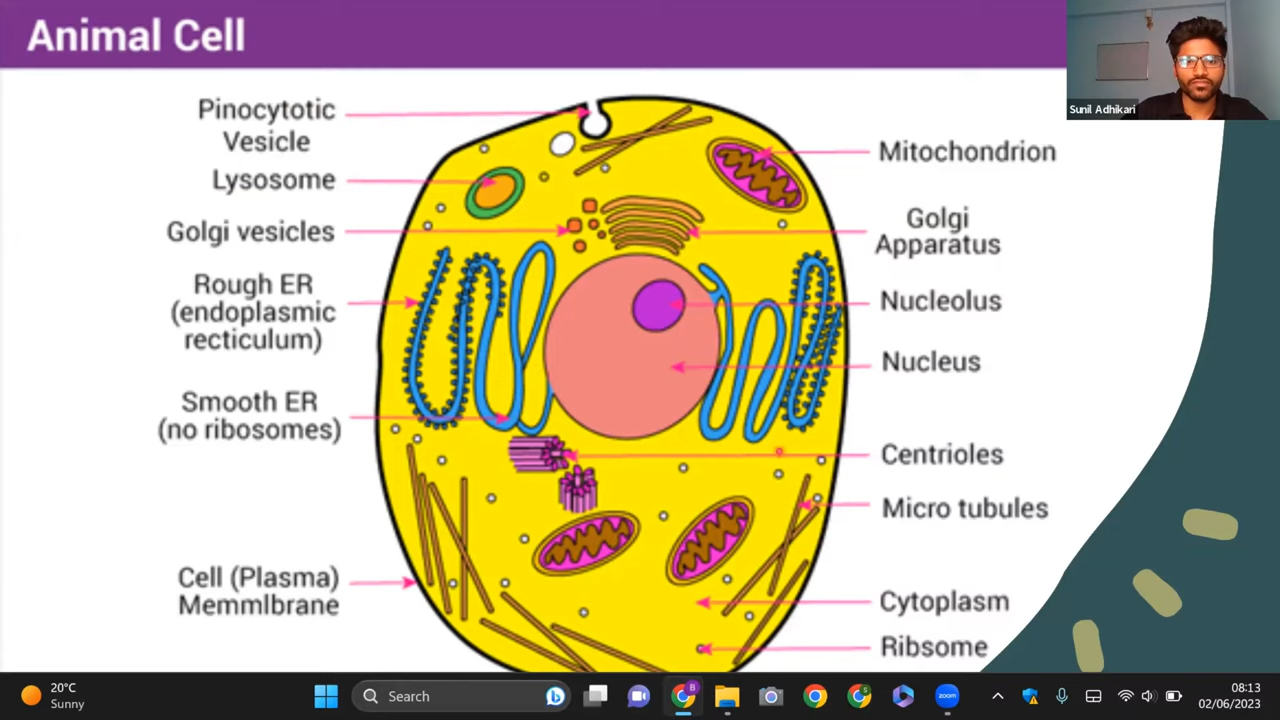 Animal Cell
Sunil Adhikari
Pinocytotic
Vesicle
Lysosome
Golgi vesicles
Rough ER
(endoplasmic
recticulum)
Smooth ER
(no ribosomes)
Cell (Plasma)
Memmlbrane
Mitochondrion
Golgi
Apparatus
Nucleolus
Nucleus
Centrioles
Micro tubules
Cytoplasm
Ribsome
20°C
Sunny
Search
B
S
zoom
08:13
02/06/2023